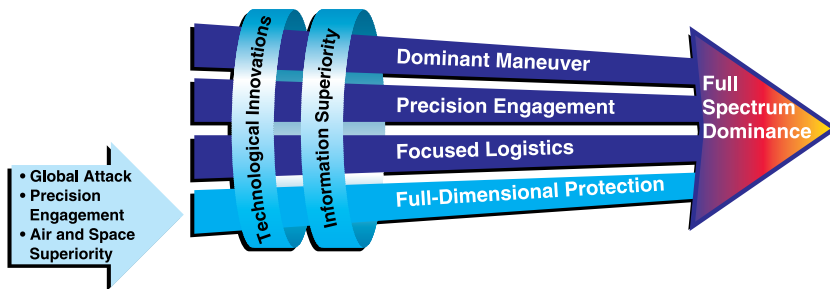 • Global Attack
• Precision
Engagement
• Air and Space
Superiority
Technological Innovations
Information Superiority
Dominant Maneuver
Precision Engagement
Focused Logistics
Full-Dimensional Protection
Full
Spectrum
Dominance